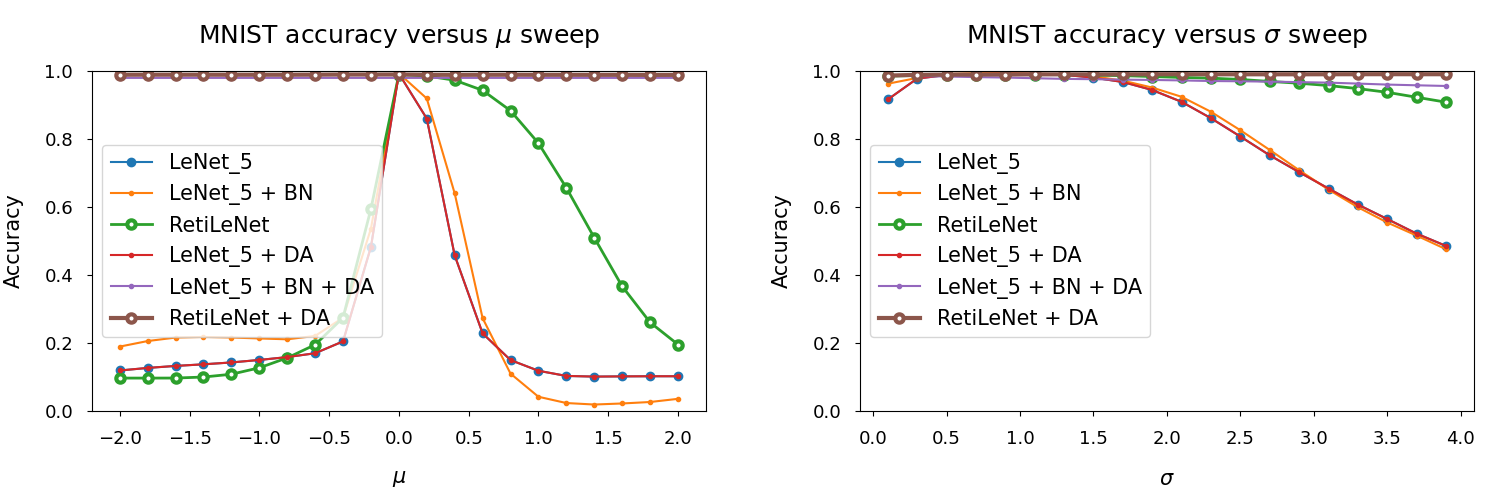 MNIST accuracy versus μ sweep
1.0
0.8
0.6
0.4
0.2
0.0
Accuracy
LeNet_5
LeNet_5 + BN
RetiLeNet
LeNet_5 + DA
LeNet_5 + BN + DA
RetiLeNet + DA
−2.0 −1.5 −1.0 −0.5 0.0 0.5 1.0 1.5 2.0
μ
MNIST accuracy versus σ sweep
1.0
0.8
0.6
0.4
0.2
0.0
Accuracy
LeNet_5
LeNet_5 + BN
RetiLeNet
LeNet_5 + DA
LeNet_5 + BN + DA
RetiLeNet + DA
0.0 0.5 1.0 1.5 2.0 2.5 3.0 3.5 4.0
σ